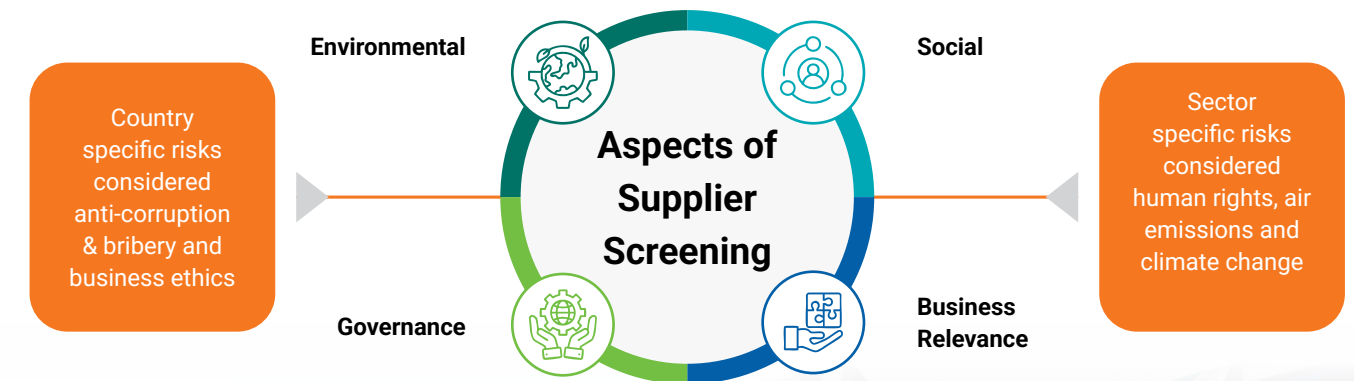 Environmental
Social
Country
specific risks
considered
anti-corruption
& bribery and
business ethics
Aspects of
Supplier
Screening
Sector
specific risks
considered
human rights, air
emissions and
climate change
Governance
Business
Relevance